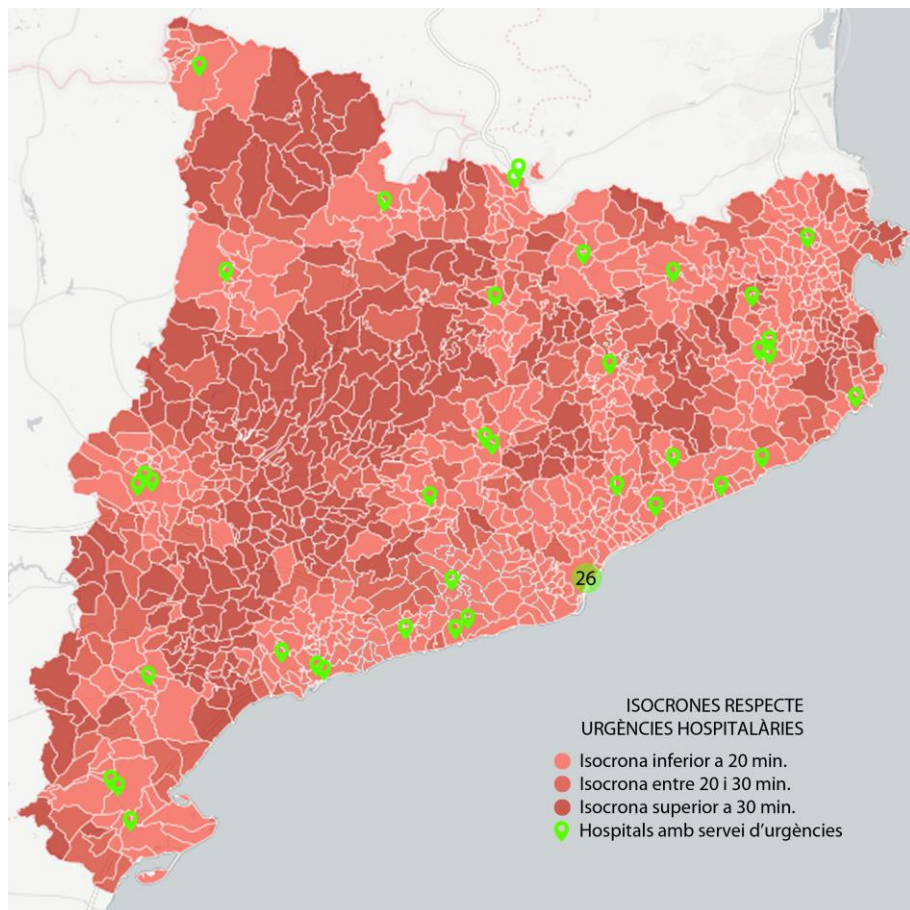 26
ISOCRONES RESPECTE
URGÈNCIES HOSPITALÀRIES
Isocrona inferior a 20 min.
Isocrona entre 20 i 30 min.
Isocrona superior a 30 min.
Hospitals amb servei d'urgències